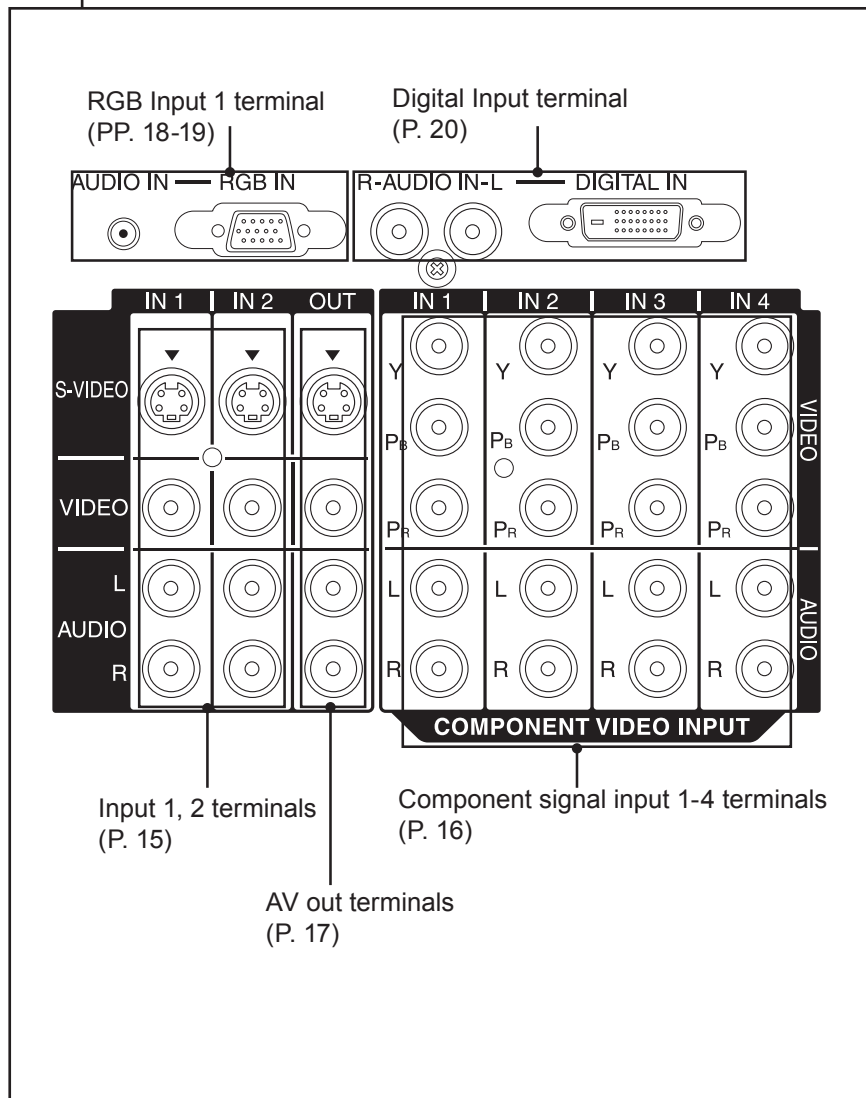 RGB Input 1 terminal
(PP. 18-19)
Digital Input terminal
(P. 20)
AUDIO IN RGB IN
R-AUDIO IN-L DIGITAL IN
IN 1 IN 2 OUT IN 1 IN 2 IN 3 IN 4
S-VIDEO
Y Y Y Y
VIDEO
PB PB PB PB
VIDEO
PR PR PR PR
L L L L L
AUDIO
AUDIO
R R R R R
COMPONENT VIDEO INPUT
Input 1, 2 terminals
(P. 15)
Component signal input 1-4 terminals
(P. 16)
AV out terminals
(P. 17)